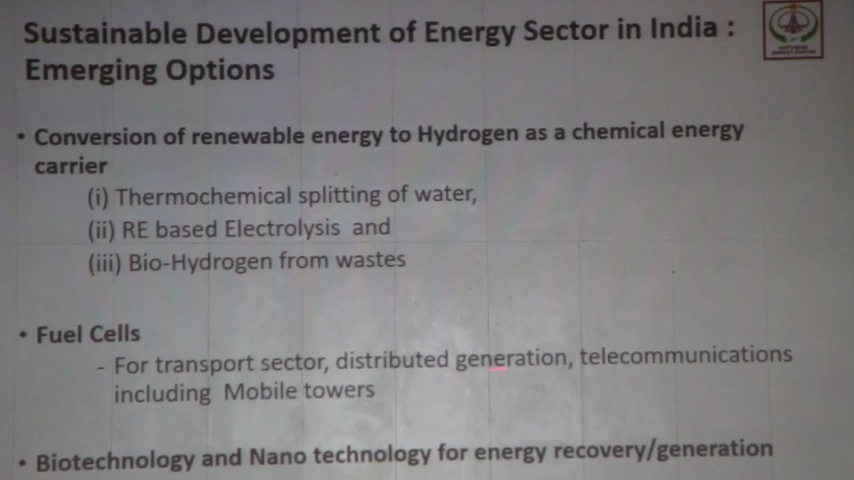 Sustainable Development of Energy Sector in India :
Emerging Options
• Conversion of renewable energy to Hydrogen as a chemical energy
carrier
(i) Thermochemical splitting of water,
(ii) RE based Electrolysis and
(iii) Bio-Hydrogen from wastes
• Fuel Cells
- For transport sector, distributed generation, telecommunications
including Mobile towers
• Biotechnology and Nano technology for energy recovery/generation